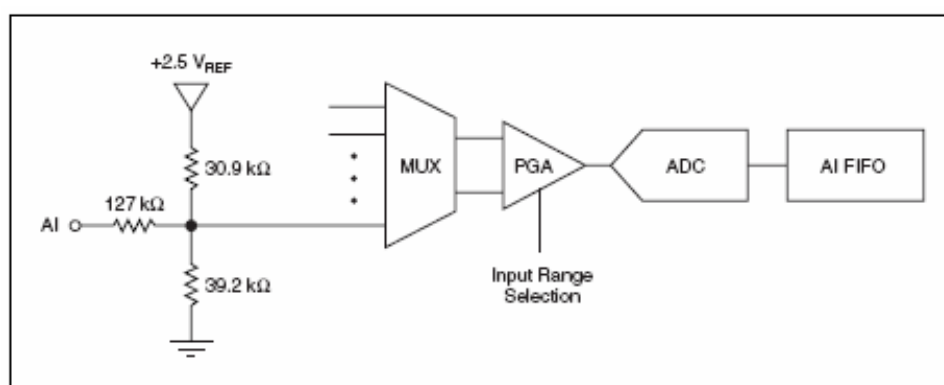 +2.5 VREF
30.9 kΩ
127 kΩ
AI
39.2 kΩ
MUX
PGA
ADC
AI FIFO
Input Range
Selection